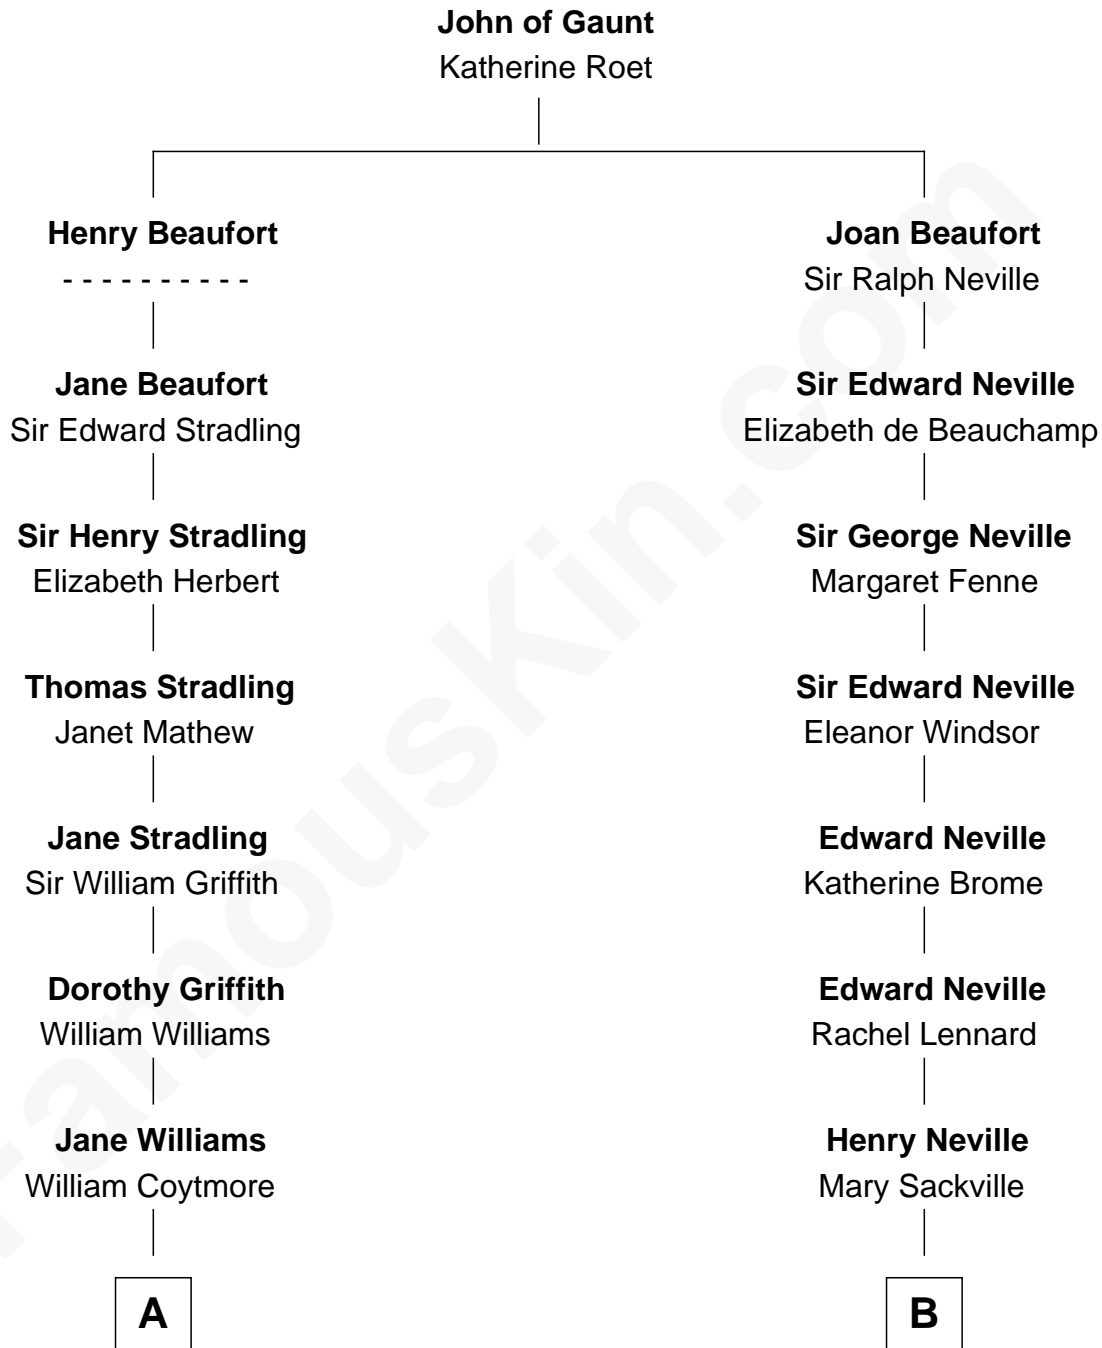 John of Gaunt
Katherine Roet
Henry Beaufort
- - - - - - - - - -
Jane Beaufort
Sir Edward Stradling
Sir Henry Stradling
Elizabeth Herbert
Thomas Stradling
Janet Mathew
Jane Stradling
Sir William Griffith
Dorothy Griffith
William Williams
Jane Williams
William Coytmore
A
Joan Beaufort
Sir Ralph Neville
Sir Edward Neville
Elizabeth de Beauchamp
Sir George Neville
Margaret Fenne
Sir Edward Neville
Eleanor Windsor
Edward Neville
Katherine Brome
Edward Neville
Rachel Lennard
Henry Neville
Mary Sackville
B
FamousKin.com